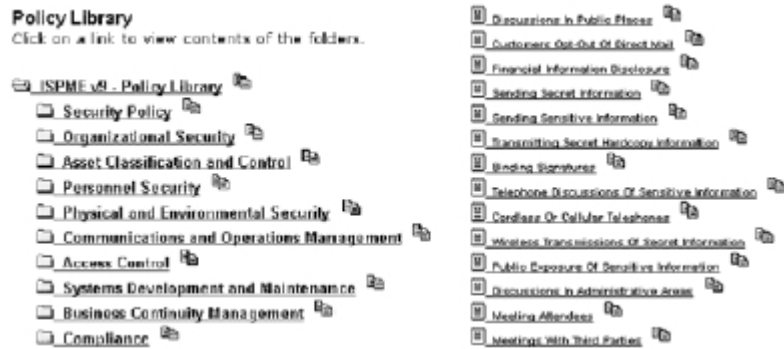 Policy Library
Click on a link to view contents of the folders.
ISPME v9 - Policy Library
Security Policy
Organizational Security
Asset Classification and Control
Personnel Security
Physical and Environmental Security
Communications and Operations Management
Access Control
Systems Development and Maintenance
Business Continuity Management
Compliance
Discussions In Public Places
Customers Opt-Out Of Direct Mail
Financial Information Disclosure
Sending Secret Information
Sending Sensitive Information
Transmitting Secret Hardcopy Information
Binding Signatures
Telephone Discussions Of Sensitive Information
Cordless Or Cellular Telephones
Wireless Transmissions Of Secret Information
Public Exposure Of Sensitive Information
Discussions In Administrative Areas
Meeting Attendees
Meetings With Third Parties